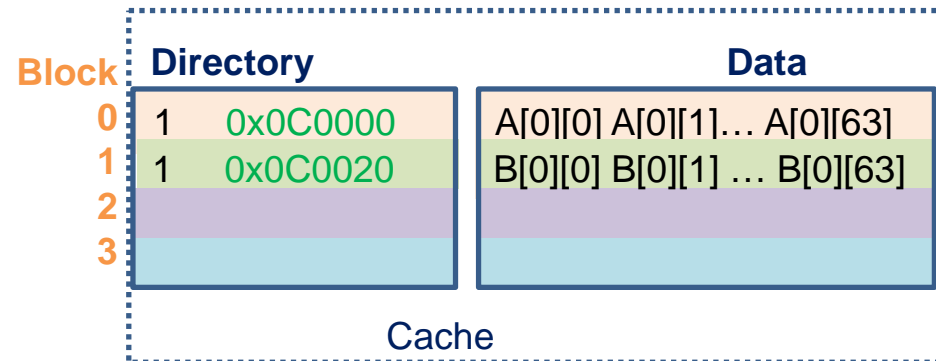 Block Directory Data
0 1 0x0C0000 A[0][0] A[0][1]… A[0][63]
1 1 0x0C0020 B[0][0] B[0][1] … B[0][63]
2
3
Cache